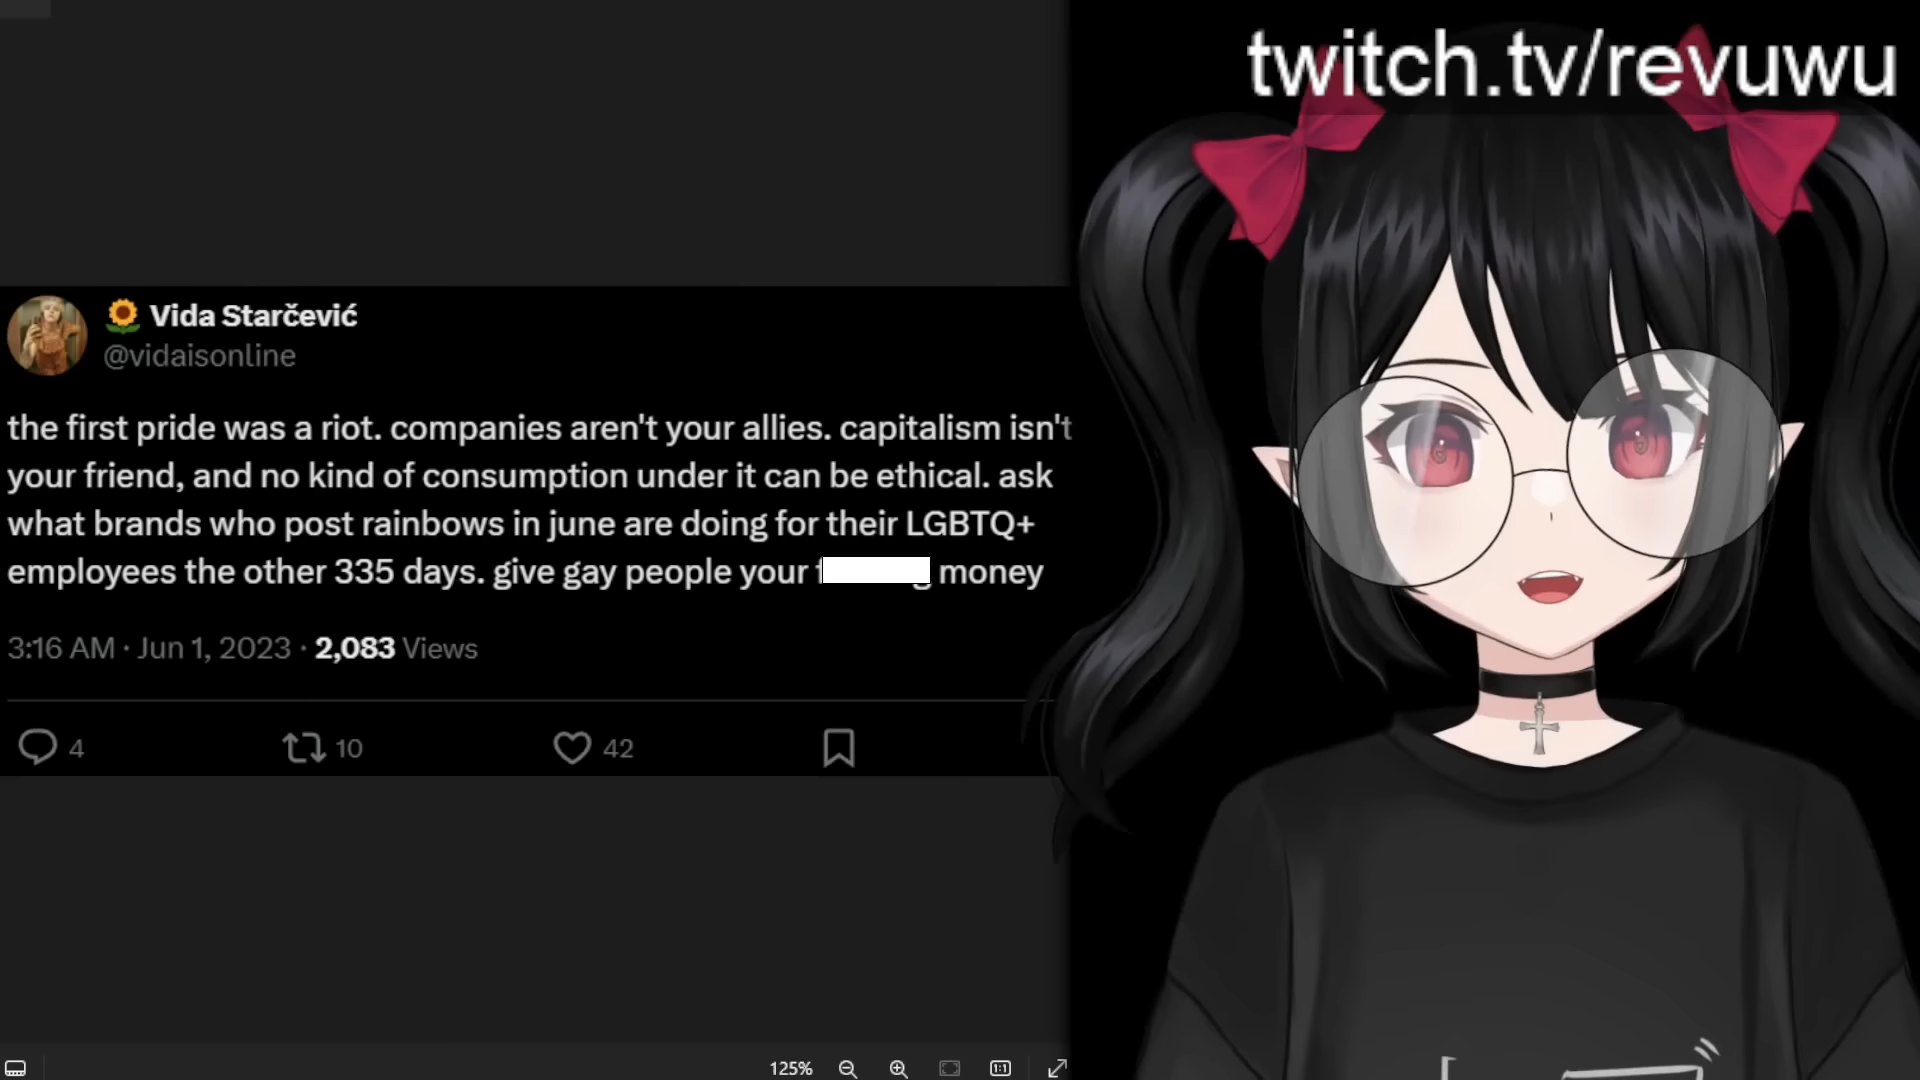 twitch.tv/revuwu
🌻 Vida Starčević
@vidaisonline
the first pride was a riot. companies aren't your allies. capitalism isn't
your friend, and no kind of consumption under it can be ethical. ask
what brands who post rainbows in june are doing for their LGBTQ+
employees the other 335 days. give gay people your money
3:16 AM · Jun 1, 2023 · 2,083 Views
4 10 42
125% 1:1